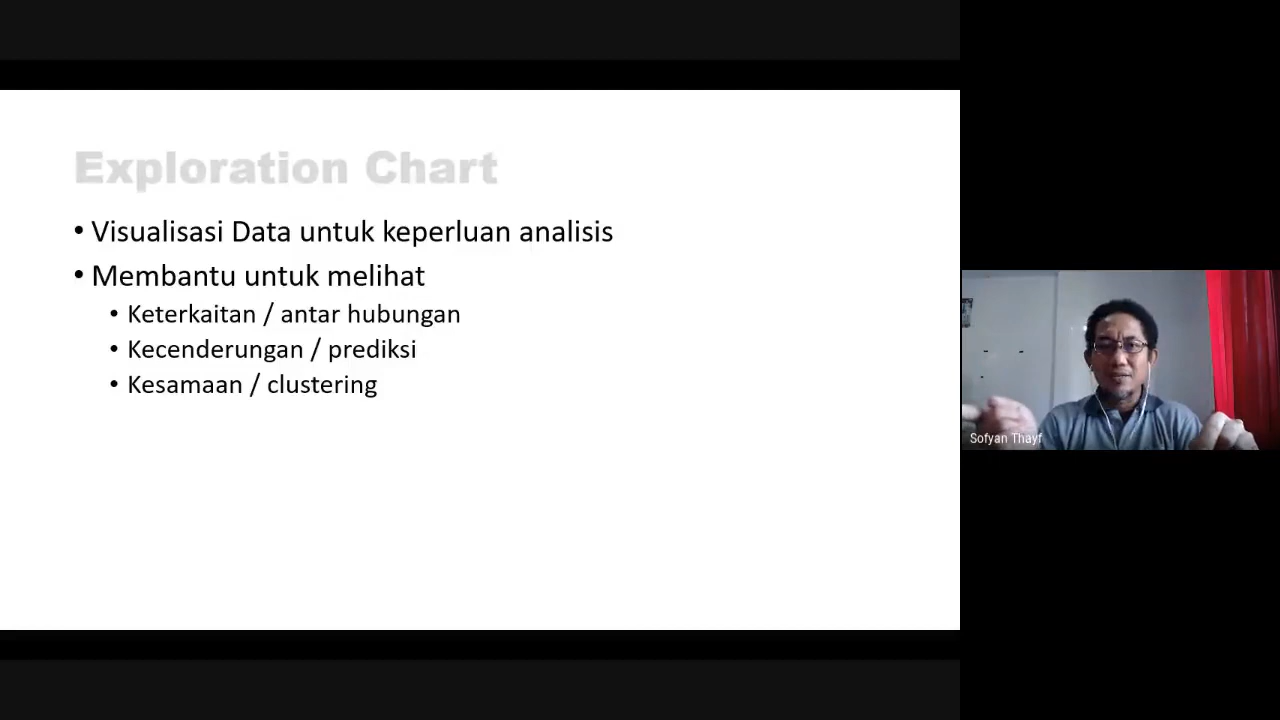 Exploration Chart
• Visualisasi Data untuk keperluan analisis
• Membantu untuk melihat
• Keterkaitan / antar hubungan
• Kecenderungan / prediksi
• Kesamaan / clustering
Sofyan Thayf